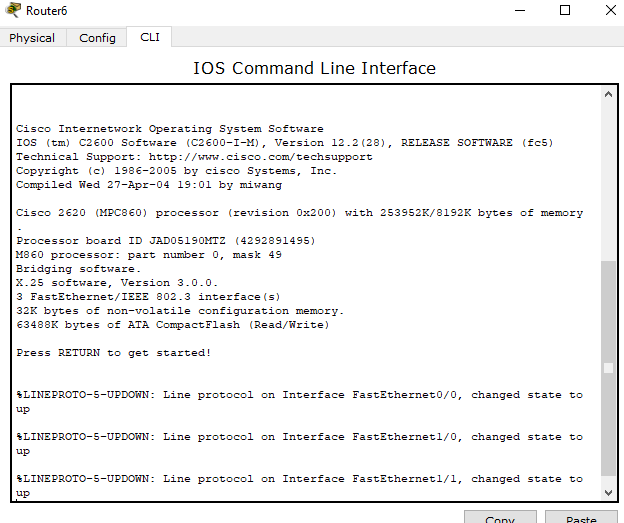 Router6
Physical Config CLI
IOS Command Line Interface
Cisco Internetwork Operating System Software
IOS (tm) C2600 Software (C2600-I-M), Version 12.2(28), RELEASE SOFTWARE (fc5)
Technical Support: http://www.cisco.com/techsupport
Copyright (c) 1986-2005 by cisco Systems, Inc.
Compiled Wed 27-Apr-04 19:01 by miwang
Cisco 2620 (MPC860) processor (revision 0x200) with 253952K/8192K bytes of memory
.
Processor board ID JAD05190MTZ (4292891495)
M860 processor: part number 0, mask 49
Bridging software.
X.25 software, Version 3.0.0.
3 FastEthernet/IEEE 802.3 interface(s)
32K bytes of non-volatile configuration memory.
63488K bytes of ATA CompactFlash (Read/Write)
Press RETURN to get started!
%LINEPROTO-5-UPDOWN: Line protocol on Interface FastEthernet0/0, changed state to
up
%LINEPROTO-5-UPDOWN: Line protocol on Interface FastEthernet1/0, changed state to
up
%LINEPROTO-5-UPDOWN: Line protocol on Interface FastEthernet1/1, changed state to
up
Copy Paste